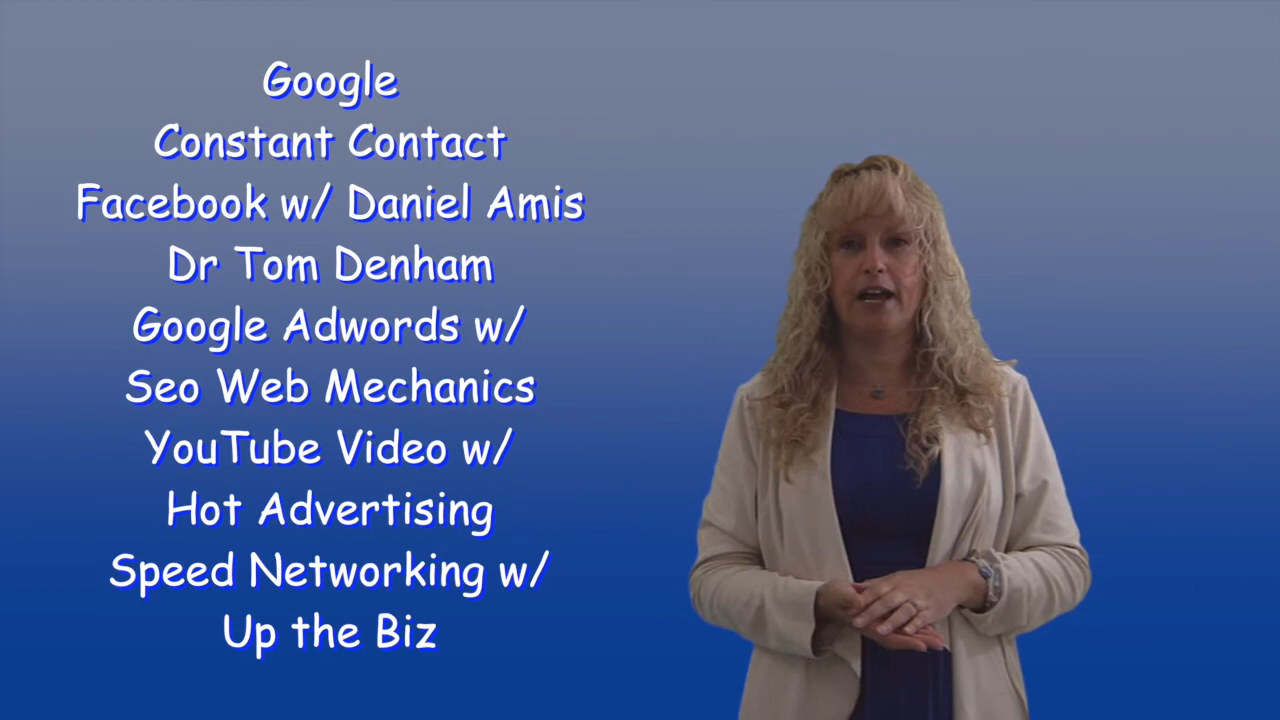 Google
Constant Contact
Facebook w/ Daniel Amis
Dr Tom Denham
Google Adwords w/
Seo Web Mechanics
YouTube Video w/
Hot Advertising
Speed Networking w/
Up the Biz